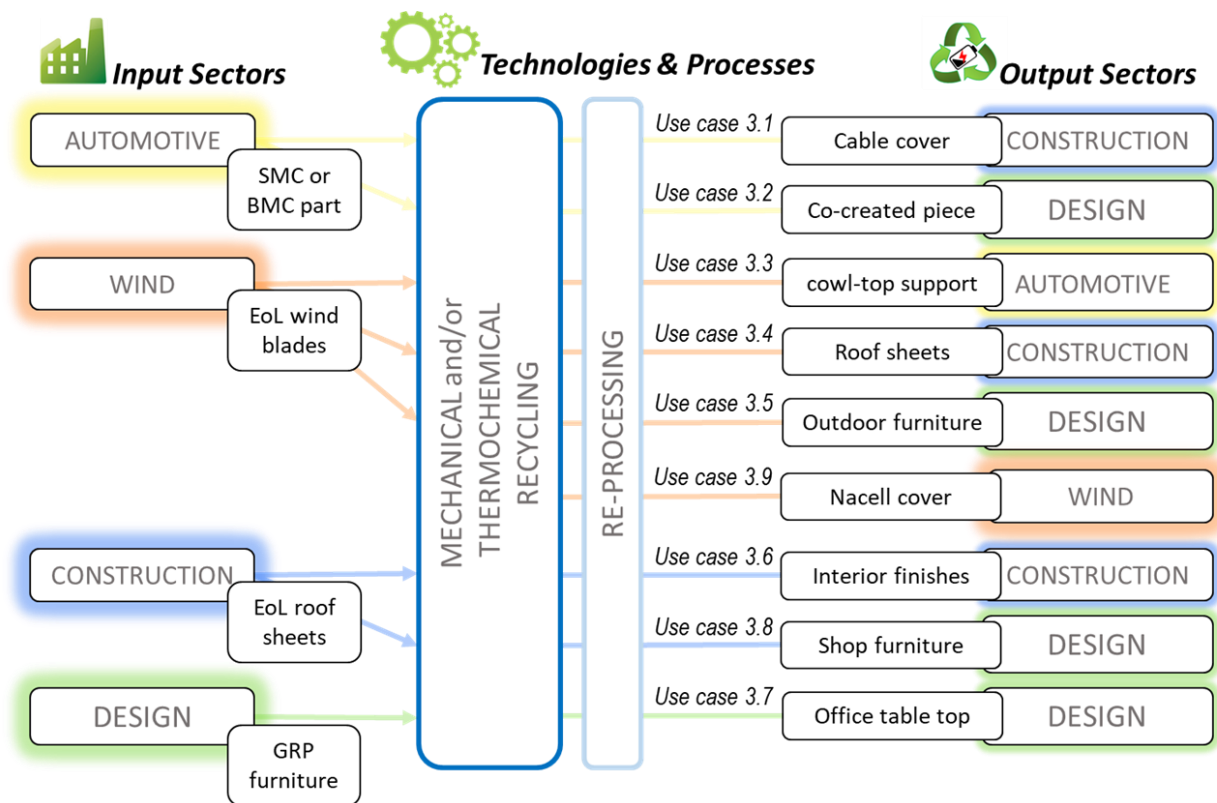 Input Sectors
Technologies & Processes
Output Sectors
AUTOMOTIVE
SMC or
BMC part
WIND
EoL wind
blades
CONSTRUCTION
EoL roof
sheets
DESIGN
GRP
furniture
MECHANICAL and/or
THERMOCHEMICAL
RECYCLING
RE-PROCESSING
Use case 3.1
Cable cover
CONSTRUCTION
Use case 3.2
Co-created piece
DESIGN
Use case 3.3
cowl-top support
AUTOMOTIVE
Use case 3.4
Roof sheets
CONSTRUCTION
Use case 3.5
Outdoor furniture
DESIGN
Use case 3.9
Nacell cover
WIND
Use case 3.6
Interior finishes
CONSTRUCTION
Use case 3.8
Shop furniture
DESIGN
Use case 3.7
Office table top
DESIGN